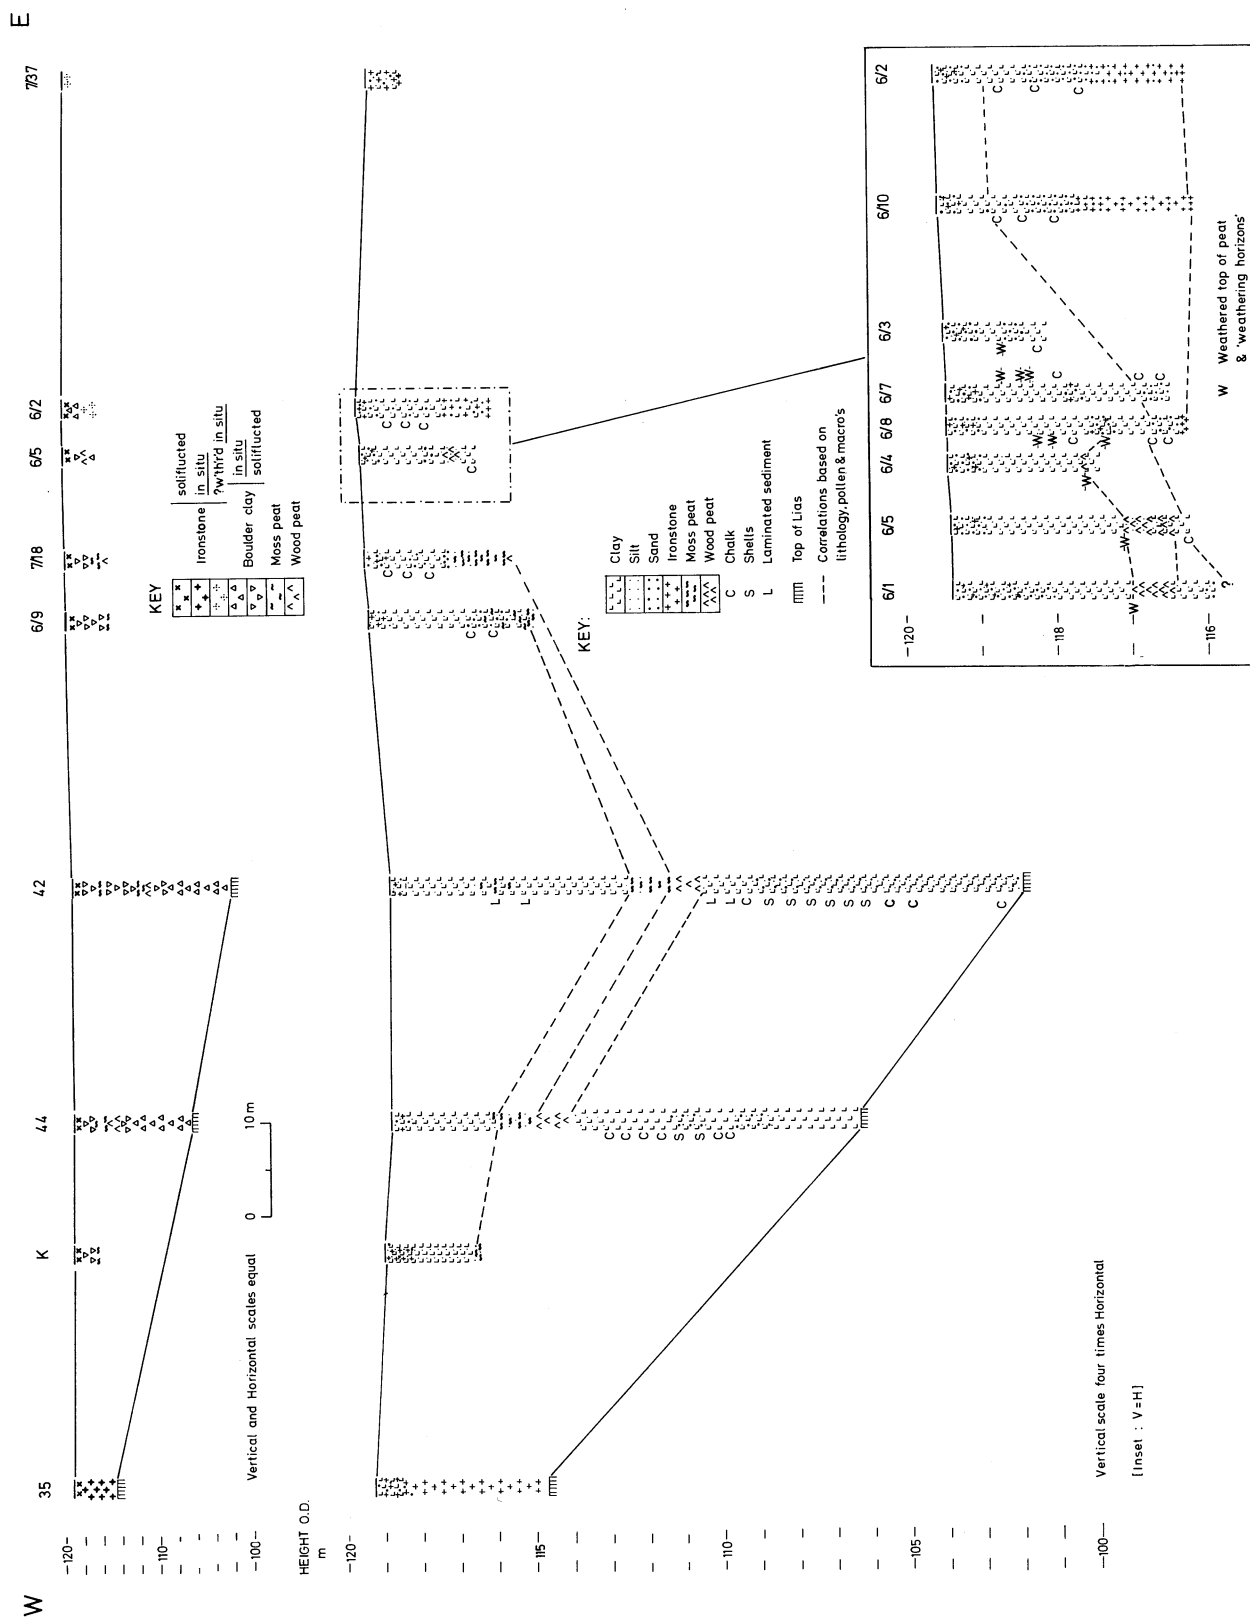 W
E
35
K
44
42
6/9
7/18
6/5
6/2
7/37
-120-
-110-
-100-
Vertical and Horizontal scales equal
0
10 m
KEY
Ironstone
soliflucted
in situ
?w'thr'd in situ
Boulder clay
in situ
soliflucted
Moss peat
Wood peat
HEIGHT O.D.
m
-120-
-115-
-110-
-105-
-100-
C
C
C
C
S
S
C
C
L
L
L
L
C
S
S
S
S
S
S
C
C
C
C
C
C
C
C
C
C
C
C
KEY:
Clay
Silt
Sand
Ironstone
Moss peat
Wood peat
C Chalk
S Shells
L Laminated sediment
Top of Lias
Correlations based on
lithology, pollen & macro's
Vertical scale four times Horizontal
[Inset : V = H]
6/1
6/5
6/4
6/8
6/7
6/3
6/10
6/2
-120-
-118
-116
W
?
W
C
W
W
W
C
W
C
C
W
W
W
C
C
C
W
C
C
C
C
C
C
C
W Weathered top of peat
& 'weathering horizons'